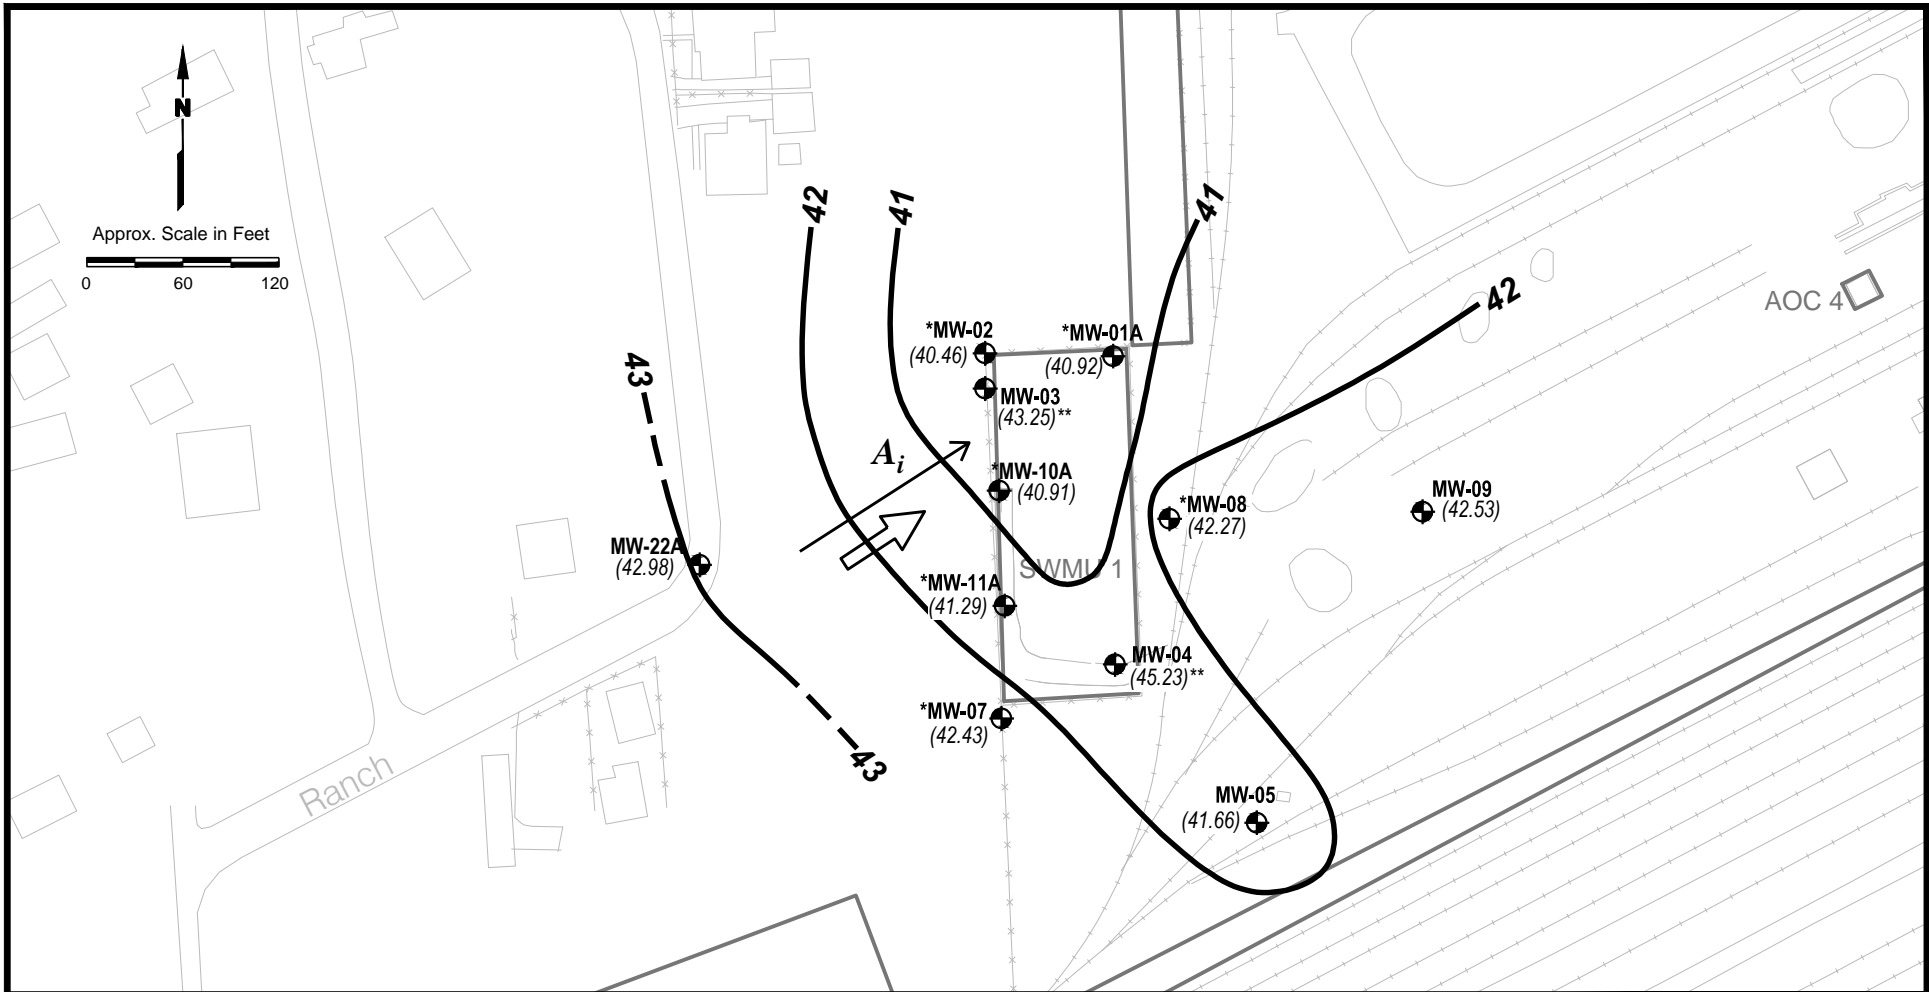 42
41
41
N
Approx. Scale in Feet
0 60 120
42
AOC 4
*MW-02
(40.46)
*MW-01A
(40.92)
43
MW-03
(43.25)**
Ai
*MW-10A
(40.91)
*MW-08
(42.27)
MW-09
(42.53)
MW-22A
(42.98)
SWMU 1
*MW-11A
(41.29)
MW-04
(45.23)**
*MW-07
(42.43)
43
Ranch
MW-05
(41.66)